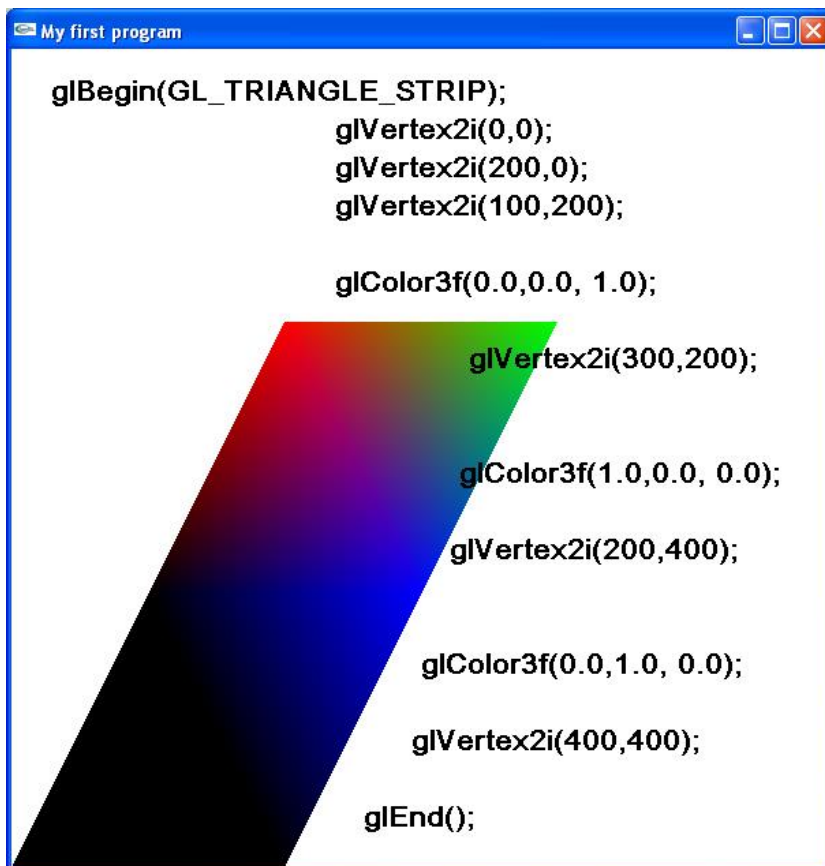 My first program
glBegin(GL_TRIANGLE_STRIP);
glVertex2i(0,0);
glVertex2i(200,0);
glVertex2i(100,200);
glColor3f(0.0,0.0, 1.0);
glVertex2i(300,200);
glColor3f(1.0,0.0, 0.0);
glVertex2i(200,400);
glColor3f(0.0,1.0, 0.0);
glVertex2i(400,400);
glEnd();